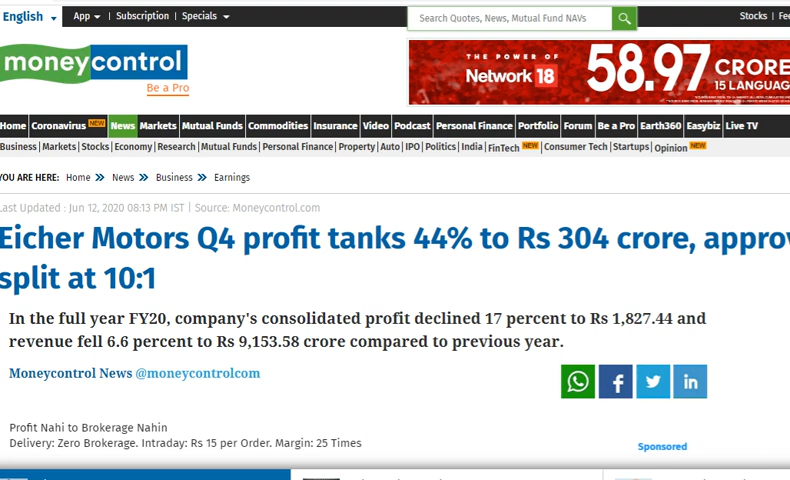 English
App
Subscription
Specials
Search Quotes, News, Mutual Fund NAVs
Stocks
moneycontrol
Be a Pro
THE POWER OF
Network 18
58.97 CRORE
15 LANGUAG
Home Coronavirus NEW News Markets Mutual Funds Commodities Insurance Video Podcast Personal Finance Portfolio Forum Be a Pro Earth360 Easybiz Live TV
Business Markets Stocks Economy Research Mutual Funds Personal Finance Property Auto IPO Politics India FinTech NEW Consumer Tech Startups Opinion NEW
YOU ARE HERE: Home News Business Earnings
Last Updated : Jun 12, 2020 08:13 PM IST | Source: Moneycontrol.com
Eicher Motors Q4 profit tanks 44% to Rs 304 crore, approv
split at 10:1
In the full year FY20, company's consolidated profit declined 17 percent to Rs 1,827.44 and
revenue fell 6.6 percent to Rs 9,153.58 crore compared to previous year.
Moneycontrol News @moneycontrolcom
Profit Nahi to Brokerage Nahin
Delivery: Zero Brokerage. Intraday: Rs 15 per Order. Margin: 25 Times
Sponsored